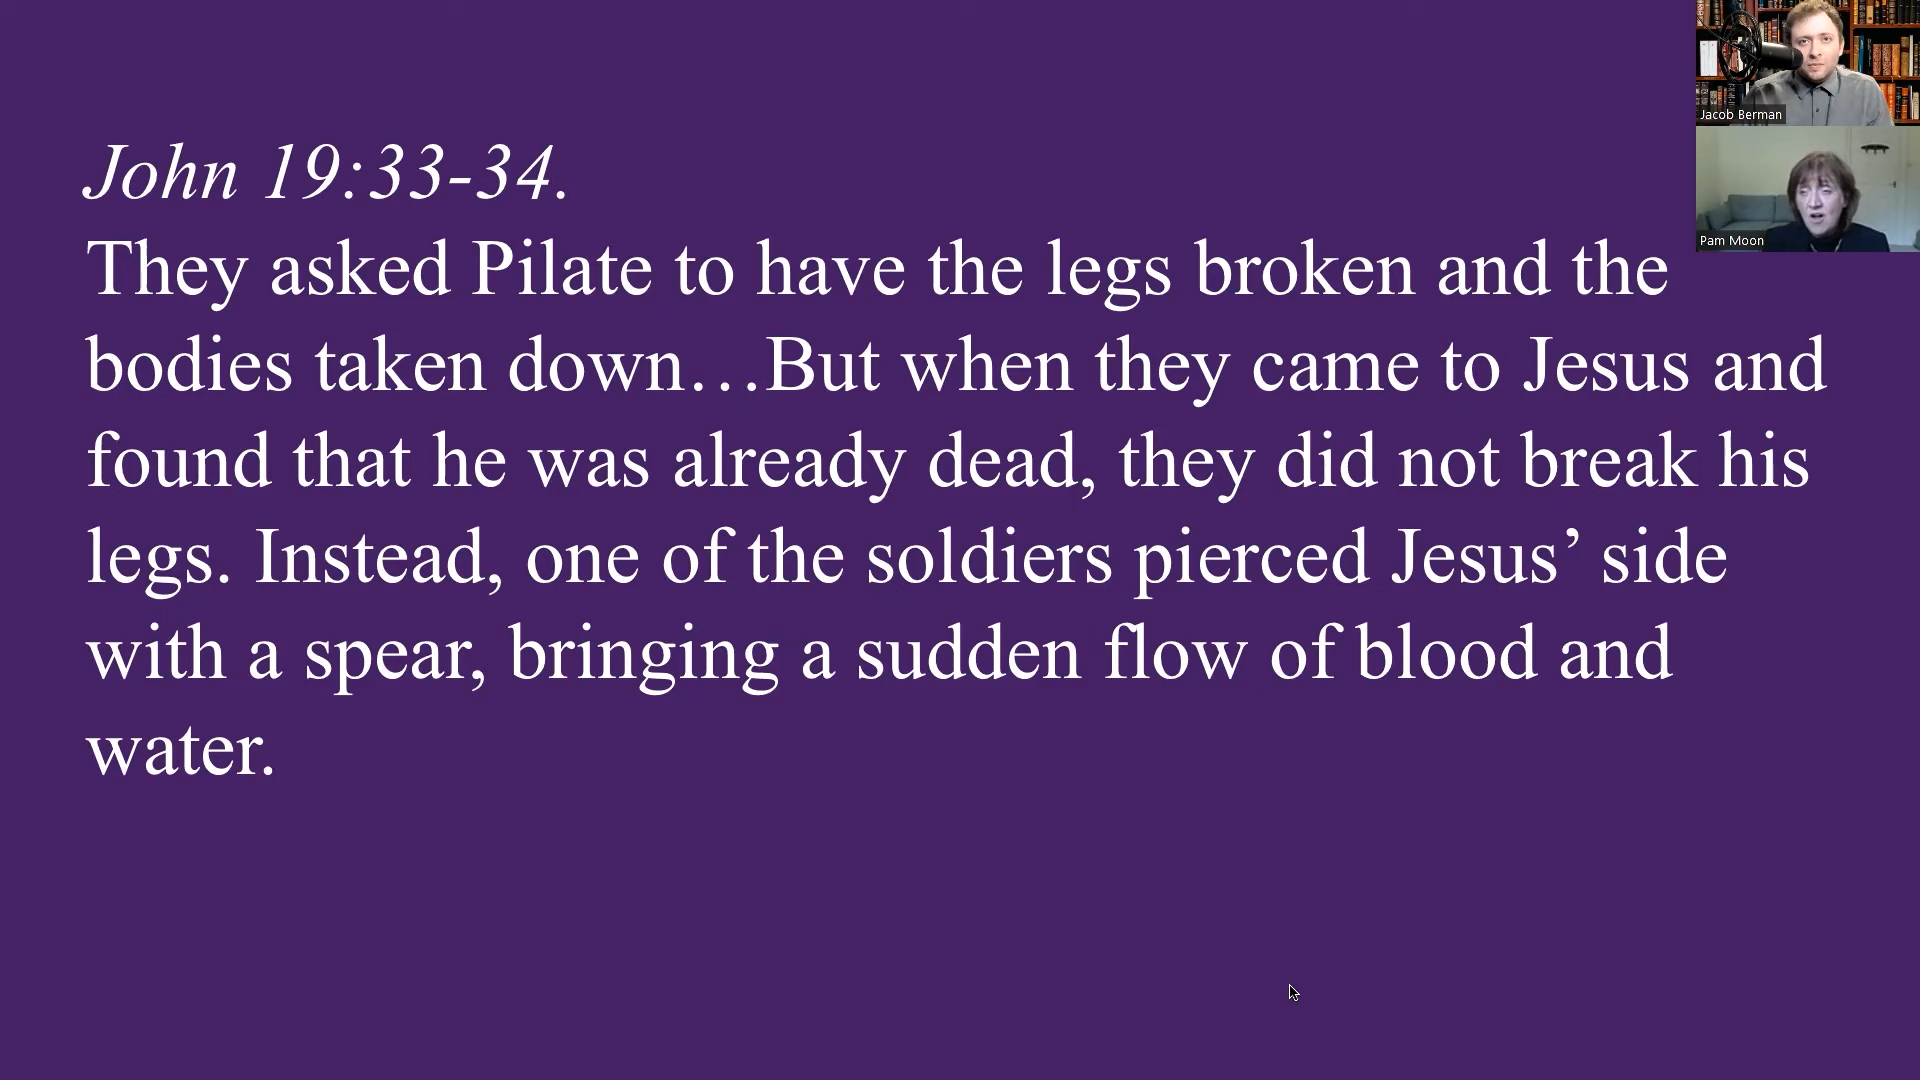 John 19:33-34.
They asked Pilate to have the legs broken and the
bodies taken down…But when they came to Jesus and
found that he was already dead, they did not break his
legs. Instead, one of the soldiers pierced Jesus’ side
with a spear, bringing a sudden flow of blood and
water.
Jacob Berman
Pam Moon